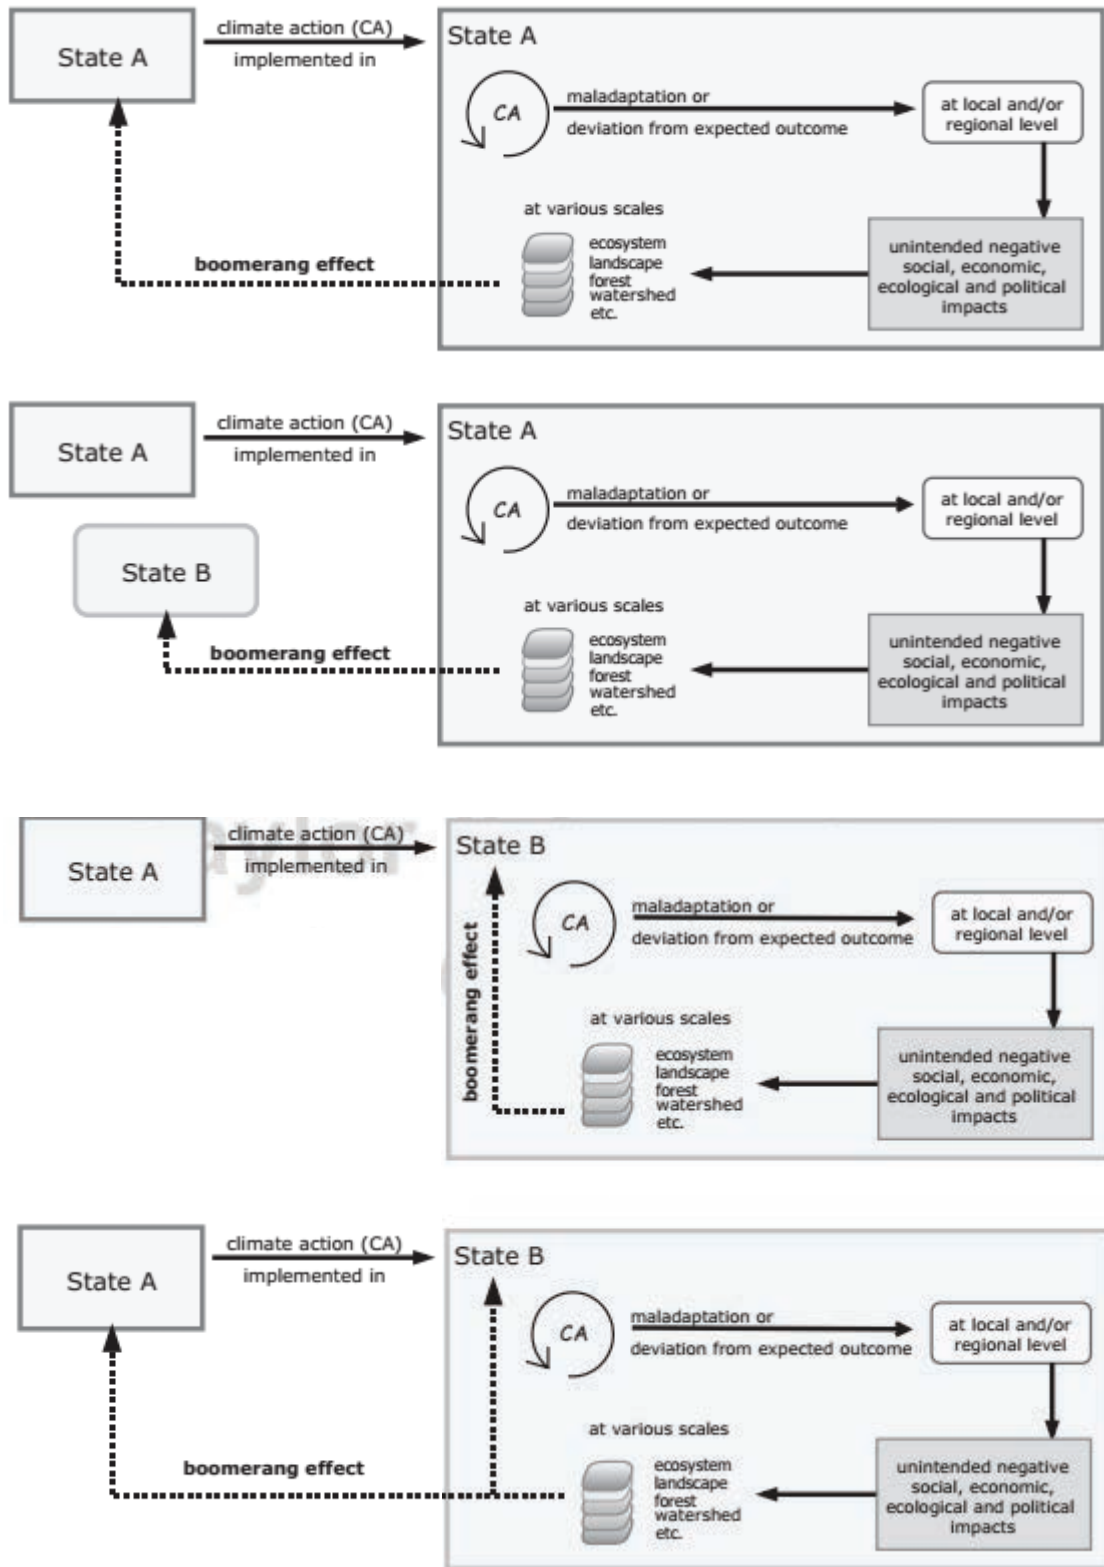 State A
climate action (CA)
implemented in
State A
CA
maladaptation or
deviation from expected outcome
at local and/or
regional level
at various scales
ecosystem
landscape
forest
watershed
etc.
unintended negative
social, economic,
ecological and political
impacts
boomerang effect
State A
climate action (CA)
implemented in
State A
CA
maladaptation or
deviation from expected outcome
at local and/or
regional level
State B
at various scales
ecosystem
landscape
forest
watershed
etc.
unintended negative
social, economic,
ecological and political
impacts
boomerang effect
State A
climate action (CA)
implemented in
State B
CA
maladaptation or
deviation from expected outcome
at local and/or
regional level
boomerang effect
at various scales
ecosystem
landscape
forest
watershed
etc.
unintended negative
social, economic,
ecological and political
impacts
State A
climate action (CA)
implemented in
State B
CA
maladaptation or
deviation from expected outcome
at local and/or
regional level
at various scales
ecosystem
landscape
forest
watershed
etc.
unintended negative
social, economic,
ecological and political
impacts
boomerang effect